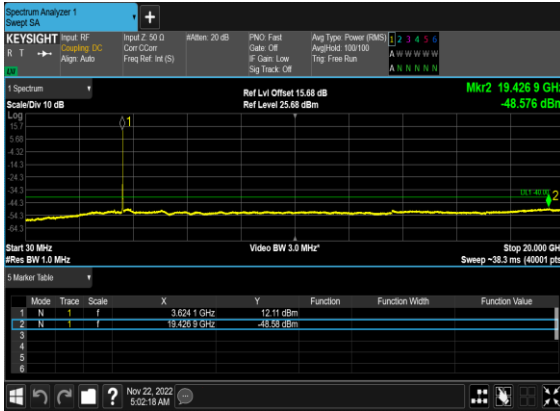 Spectrum Analyzer 1
Swept SA
+
KEYSIGHT Input: RF Input Z: 50 Ω #Atten: 20 dB PNO: Fast Avg Type: Power (RMS) 1 2 3 4 5 6
R T Coupling: DC Corr CCorr Gate: Off Avg|Hold: 100/100 A W W W W W
Align: Auto Freq Ref: Int (S) IF Gain: Low Trig: Free Run
Sig Track: Off A N N N N N
1 Spectrum Ref Lvl Offset 15.68 dB Mkr2 19.426 9 GHz
Scale/Div 10 dB Ref Level 25.68 dBm -48.576 dBm
Log
15.7
5.68
-4.32
-14.3
-24.3
-34.3
-44.3
-54.3
-64.3
1
2
Start 30 MHz Video BW 3.0 MHz* Stop 20.000 GHz
#Res BW 1.0 MHz Sweep ~38.3 ms (40001 pts)
5 Marker Table
Mode Trace Scale X Y Function Function Width Function Value
1 N 1 f 3.624 1 GHz 12.11 dBm
2 N 1 f 19.426 9 GHz -48.58 dBm
3
4
5
6
? Nov 22, 2022
5:02:18 AM